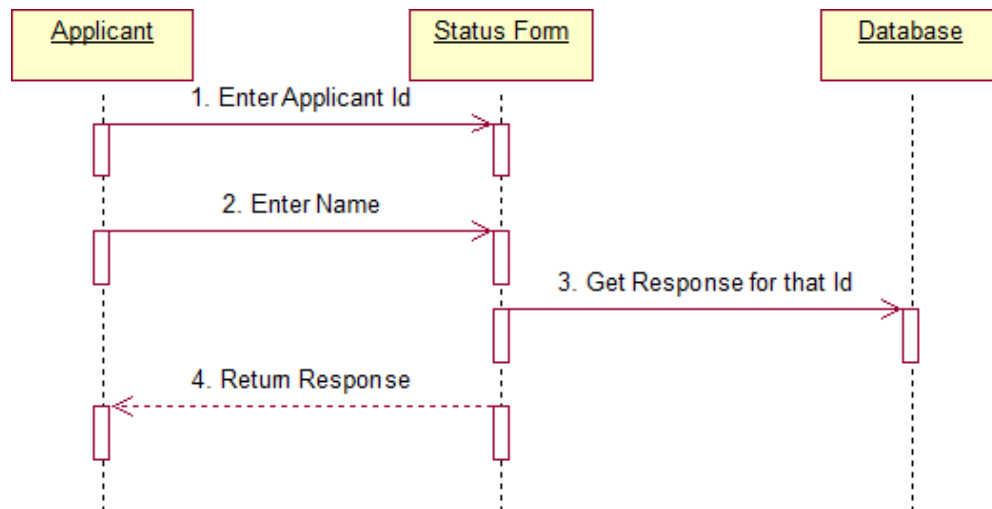 Applicant
Status Form
Database
1. Enter Applicant Id
2. Enter Name
3. Get Response for that Id
4. Return Response